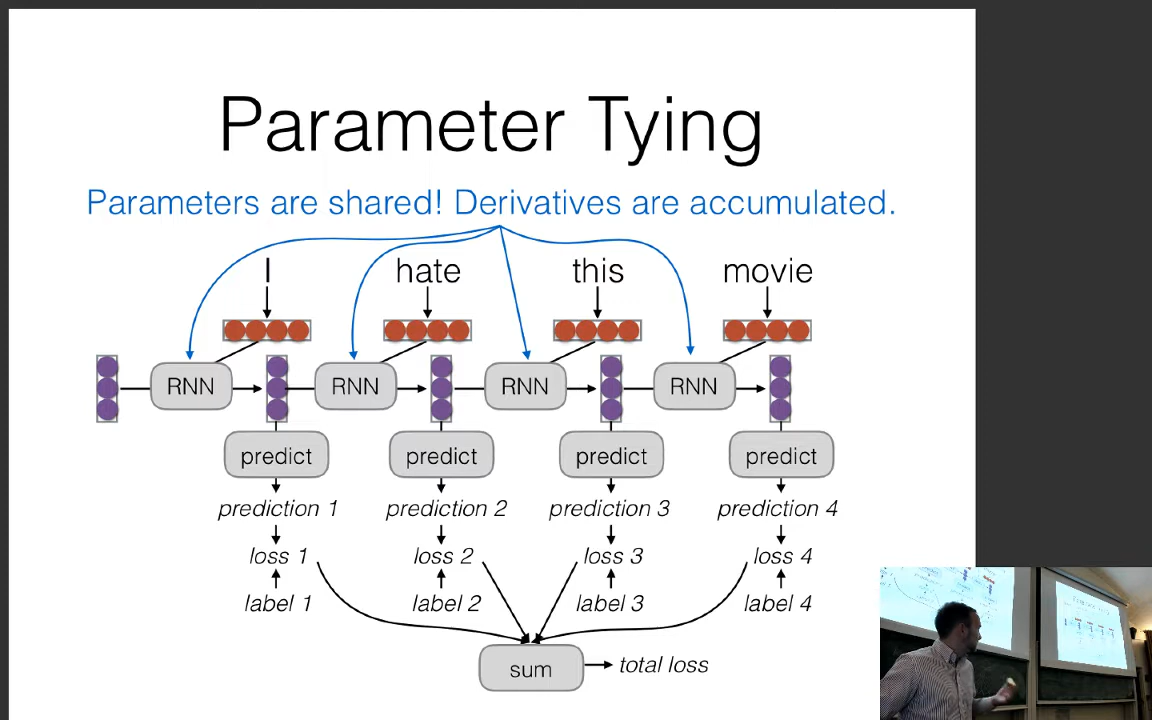 Parameter Tying
Parameters are shared! Derivatives are accumulated.
I hate this movie
RNN RNN RNN RNN
predict predict predict predict
prediction 1 prediction 2 prediction 3 prediction 4
loss 1 loss 2 loss 3 loss 4
label 1 label 2 label 3 label 4
sum total loss